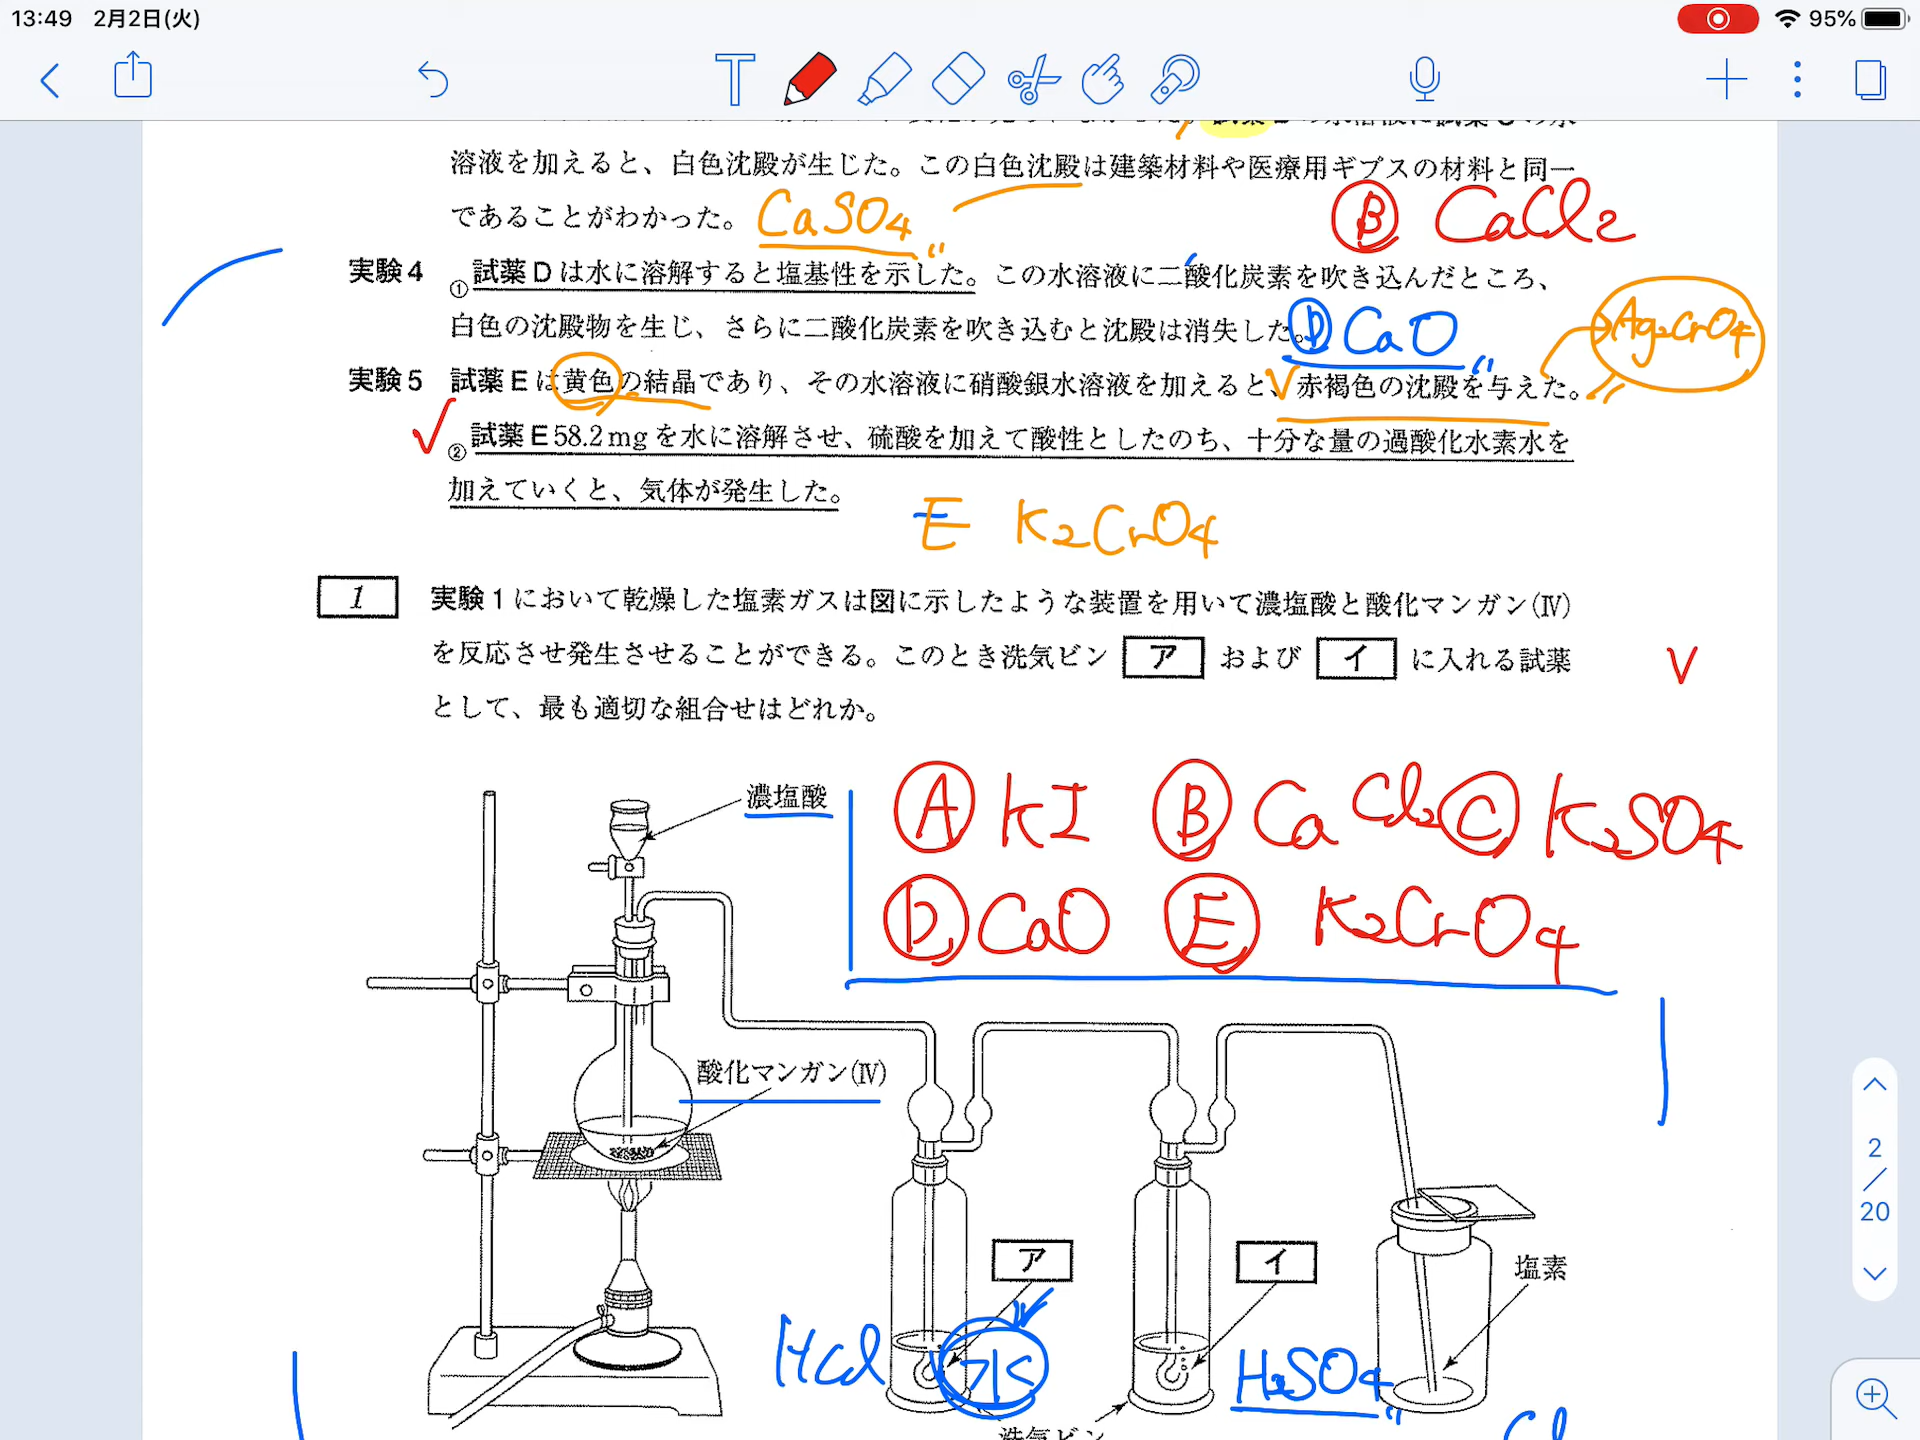 13:49 2月2日(火)
95%
溶液を加えると、白色沈殿が生じた。この白色沈殿は建築材料や医療用ギプスの材料と同一
であることがわかった。 CaSO4 Ⓑ CaCl2
実験4 ①試薬Dは水に溶解すると塩基性を示した。この水溶液に二酸化炭素を吹き込んだところ、
白色の沈殿物を生じ、さらに二酸化炭素を吹き込むと沈殿は消失した。 Ⓓ CaO Ag2CrO4
実験5 試薬Eは黄色の結晶であり、その水溶液に硝酸銀水溶液を加えると、赤褐色の沈殿を与えた。
②試薬E58.2mgを水に溶解させ、硫酸を加えて酸性としたのち、十分な量の過酸化水素水を
加えていくと、気体が発生した。
E K2CrO4
1 実験1において乾燥した塩素ガスは図に示したような装置を用いて濃塩酸と酸化マンガン(Ⅳ)
を反応させ発生させることができる。このとき洗気ビン ア および イ に入れる試薬
として、最も適切な組合せはどれか。
濃塩酸
Ⓐ KI Ⓑ CaCl2 Ⓒ K2SO4
Ⓓ CaO Ⓔ K2CrO4
酸化マンガン(Ⅳ)
ア
イ
塩素
HCl 水 H2SO4
洗気ビン
Cl
2
/
20